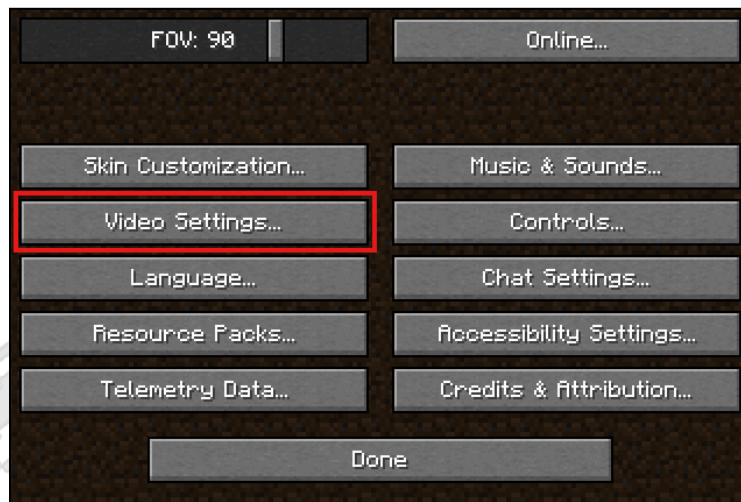 FOV: 90
Online...
Skin Customization...
Music & Sounds...
Video Settings...
Controls...
Language...
Chat Settings...
Resource Packs...
Accessibility Settings...
Telemetry Data...
Credits & Attribution...
Done